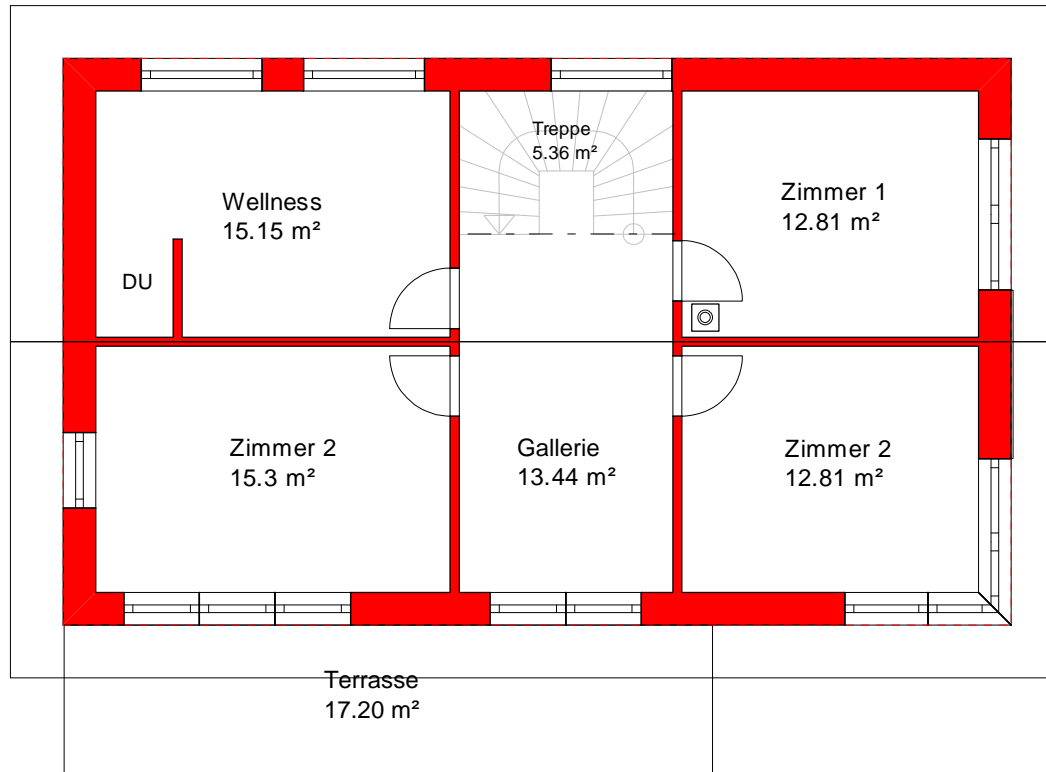 Treppe
5.36 m²
Wellness
15.15 m²
Zimmer 1
12.81 m²
DU
Zimmer 2
15.3 m²
Gallerie
13.44 m²
Zimmer 2
12.81 m²
Terrasse
17.20 m²